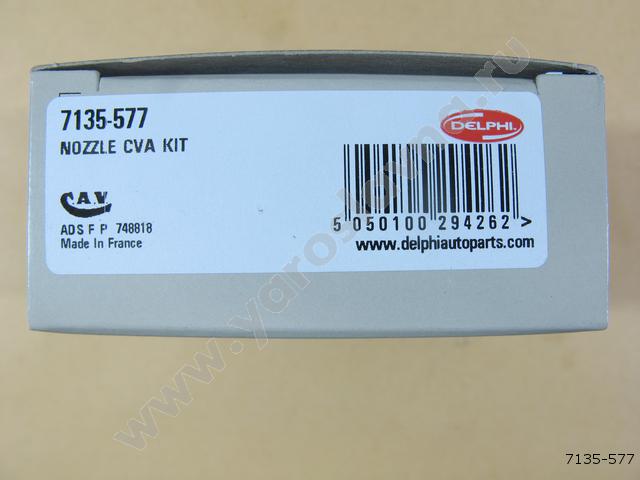 7135-577
NOZZLE CVA KIT
DELPHI
C.A.V.
ADS F P 748818
Made In France
5 050100 294262 >
www.delphiautoparts.com
www.yaroslavna.ru
7135-577